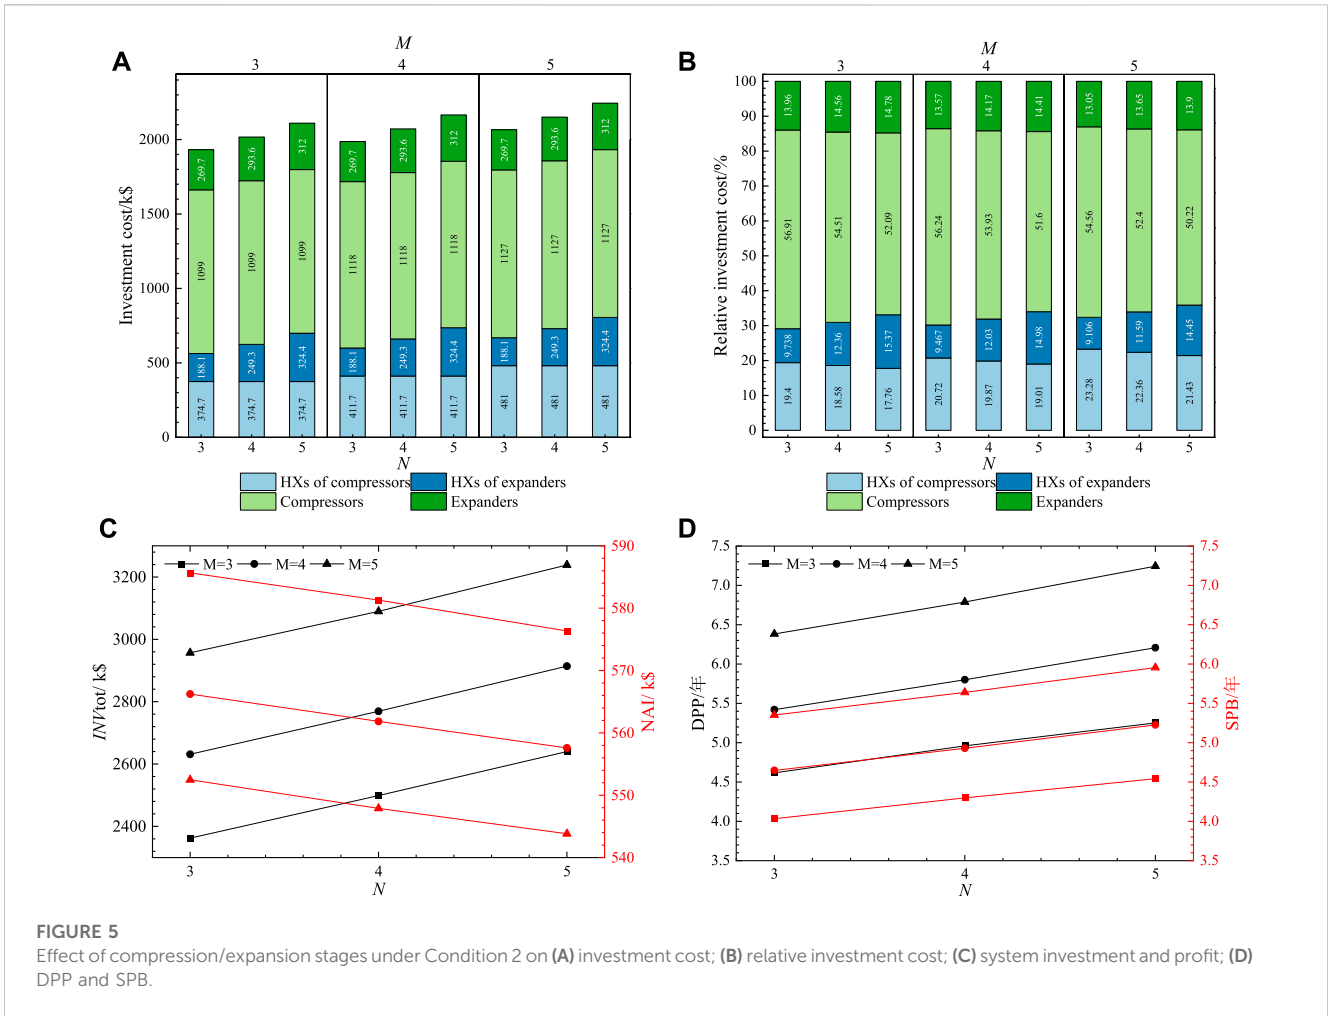 A
M
3 4 5
Investment cost/k$
2000
1500
1000
500
0
269.7 293.6 312 269.7 293.6 312 269.7 293.6 312
1099 1099 1099 1118 1118 1118 1127 1127 1127
188.1 249.3 324.4 188.1 249.3 324.4 188.1 249.3 324.4
374.7 374.7 374.7 411.7 411.7 411.7 481 481 481
3 4 5 3 4 5 3 4 5
N
HXs of compressors HXs of expanders
Compressors Expanders
B
M
3 4 5
Relative investment cost/%
100
90
80
70
60
50
40
30
20
10
0
13.96 14.56 14.78 13.57 14.17 14.41 13.05 13.65 13.9
56.91 54.51 52.09 56.24 53.93 51.6 54.56 52.4 50.22
9.738 12.36 15.37 9.467 12.03 14.98 9.106 11.59 14.45
19.4 18.58 17.76 20.72 19.87 19.01 23.28 22.36 21.43
3 4 5 3 4 5 3 4 5
N
HXs of compressors HXs of expanders
Compressors Expanders
C
M=3 M=4 M=5
INVtot/ k$
3200
3000
2800
2600
2400
NAI/ k$
590
580
570
560
550
540
3 4 5
N
D
M=3 M=4 M=5
DPP/年
7.5
7.0
6.5
6.0
5.5
5.0
4.5
4.0
3.5
SPB/年
7.5
7.0
6.5
6.0
5.5
5.0
4.5
4.0
3.5
3 4 5
N
FIGURE 5
Effect of compression/expansion stages under Condition 2 on (A) investment cost; (B) relative investment cost; (C) system investment and profit; (D)
DPP and SPB.